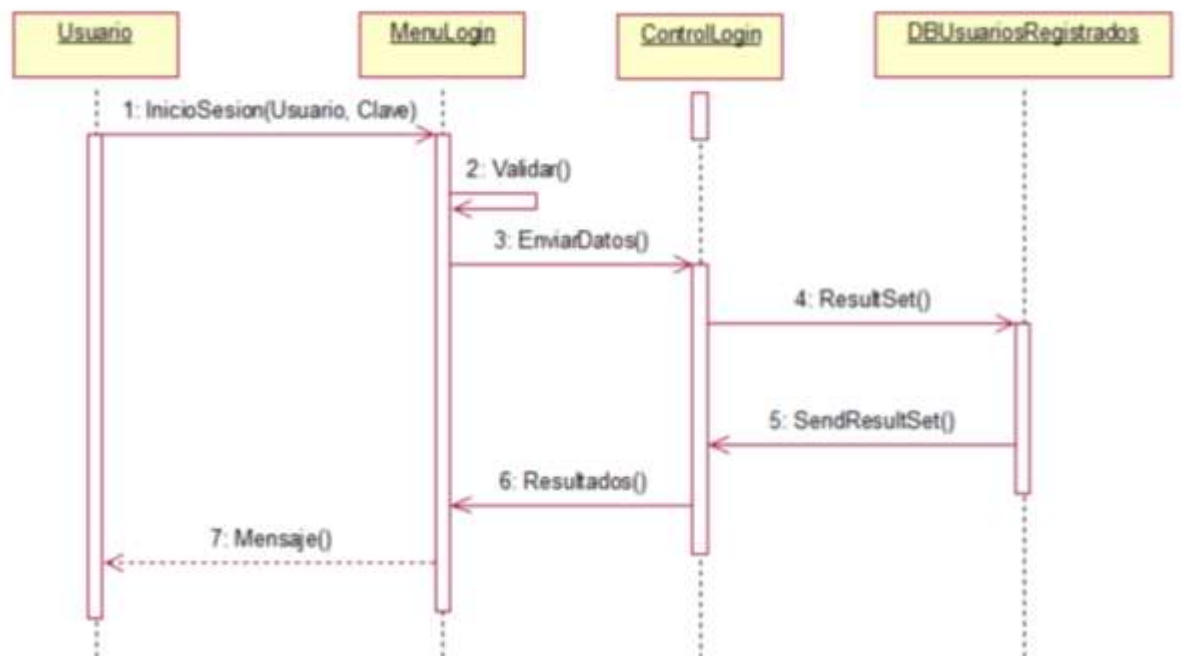 Usuario
MenuLogin
ControlLogin
DBUsuariosRegistrados
1: InicioSesion(Usuario, Clave)
2: Validar()
3: EnviarDatos()
4: ResultSet()
5: SendResultSet()
6: Resultados()
7: Mensaje()